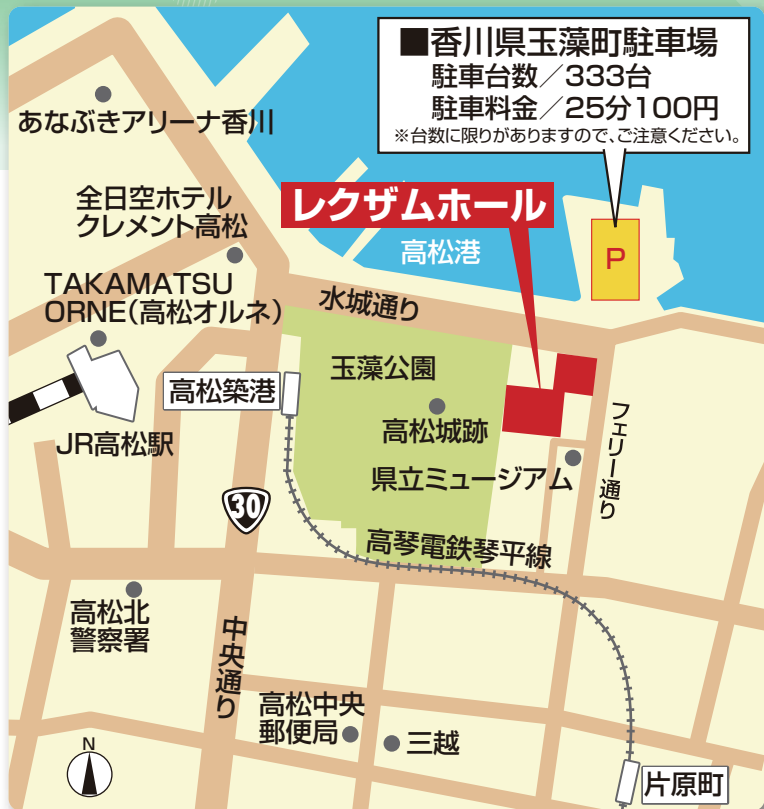 ■香川県玉藻町駐車場
駐車台数／333台
駐車料金／25分100円
※台数に限りがありますので、ご注意ください。
あなぶきアリーナ香川
全日空ホテル
クレメント高松
レクザムホール
高松港
P
TAKAMATSU
ORNE(高松オルネ)
水城通り
玉藻公園
高松築港
高松城跡
JR高松駅
県立ミュージアム
フェリー通り
30
高琴電鉄琴平線
高松北
警察署
中央通り
高松中央
郵便局
三越
片原町
N